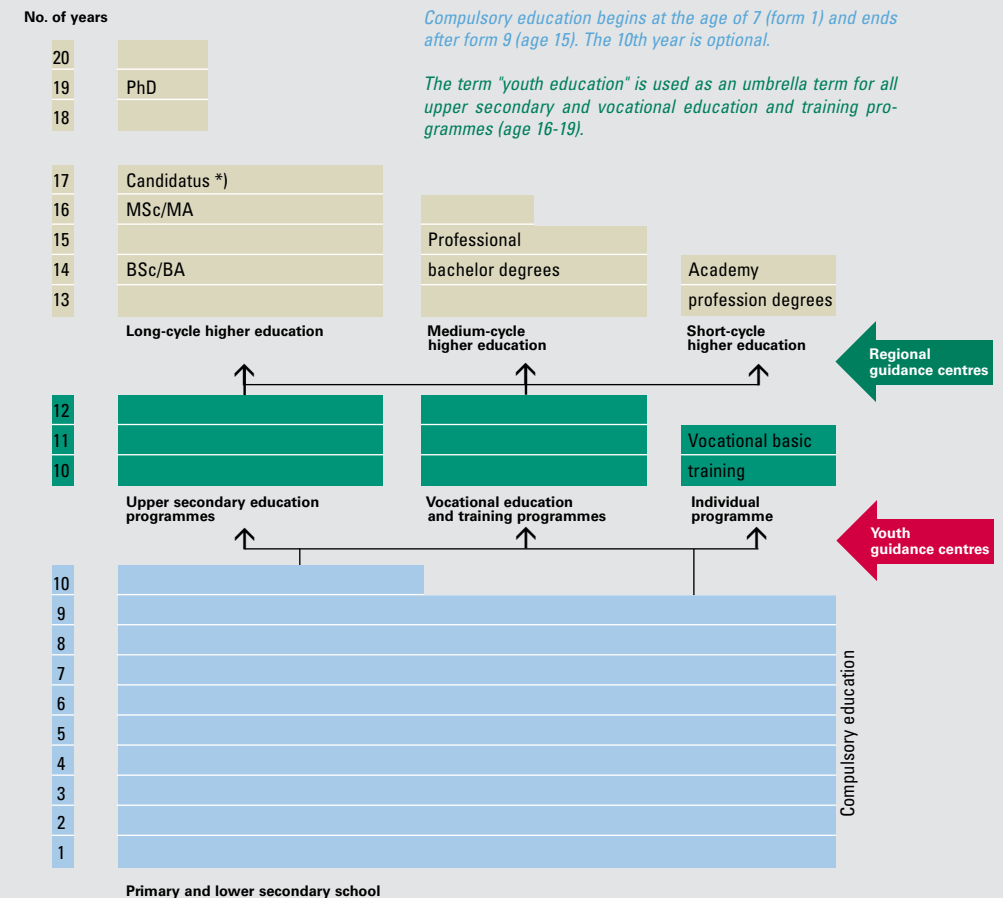 No. of years
Compulsory education begins at the age of 7 (form 1) and ends
after form 9 (age 15). The 10th year is optional.
The term "youth education" is used as an umbrella term for all
upper secondary and vocational education and training pro-
grammes (age 16-19).
20
19 PhD
18
17 Candidatus *)
16 MSc/MA
15 Professional
14 BSc/BA bachelor degrees Academy
13 profession degrees
Long-cycle higher education
Medium-cycle
higher education
Short-cycle
higher education
Regional
guidance centres
12
11 Vocational basic
10 training
Upper secondary education
programmes
Vocational education
and training programmes
Individual
programme
Youth
guidance centres
10
9
8
7
6
5
4
3
2
1
Compulsory education
Primary and lower secondary school